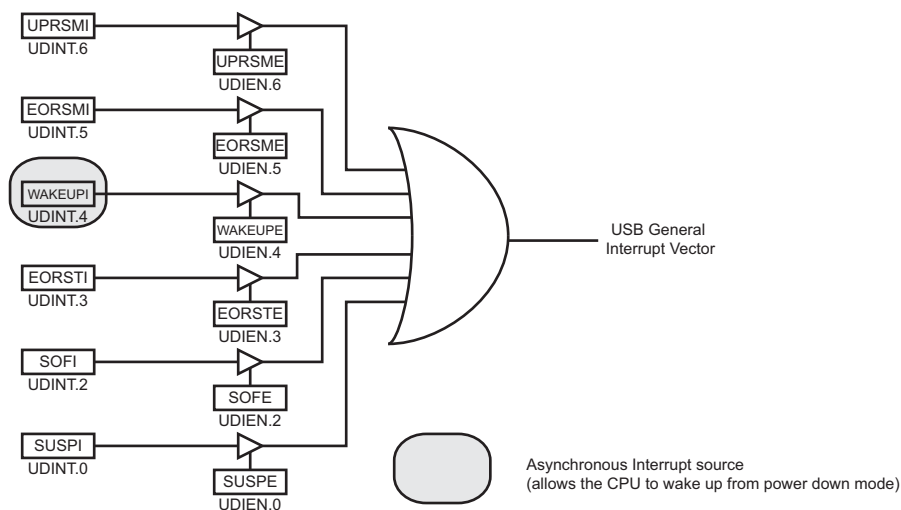 UPRSMI
UDINT.6
UPRSME
UDIEN.6
EORSMI
UDINT.5
EORSME
UDIEN.5
WAKEUPI
UDINT.4
WAKEUPE
UDIEN.4
EORSTI
UDINT.3
EORSTE
UDIEN.3
SOFI
UDINT.2
SOFE
UDIEN.2
SUSPI
UDINT.0
SUSPE
UDIEN.0
USB General
Interrupt Vector
Asynchronous Interrupt source
(allows the CPU to wake up from power down mode)